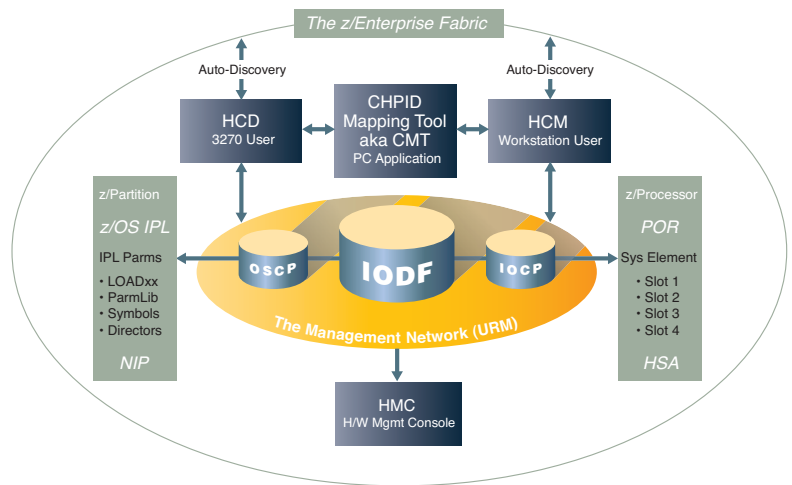 The z/Enterprise Fabric
Auto-Discovery
Auto-Discovery
HCD
3270 User
CHPID
Mapping Tool
aka CMT
PC Application
HCM
Workstation User
z/Partition
z/OS IPL
IPL Parms
• LOADxx
• ParmLib
• Symbols
• Directors
NIP
OSCP
IODF
IOCP
The Management Network (URM)
z/Processor
POR
Sys Element
• Slot 1
• Slot 2
• Slot 3
• Slot 4
HSA
HMC
H/W Mgmt Console